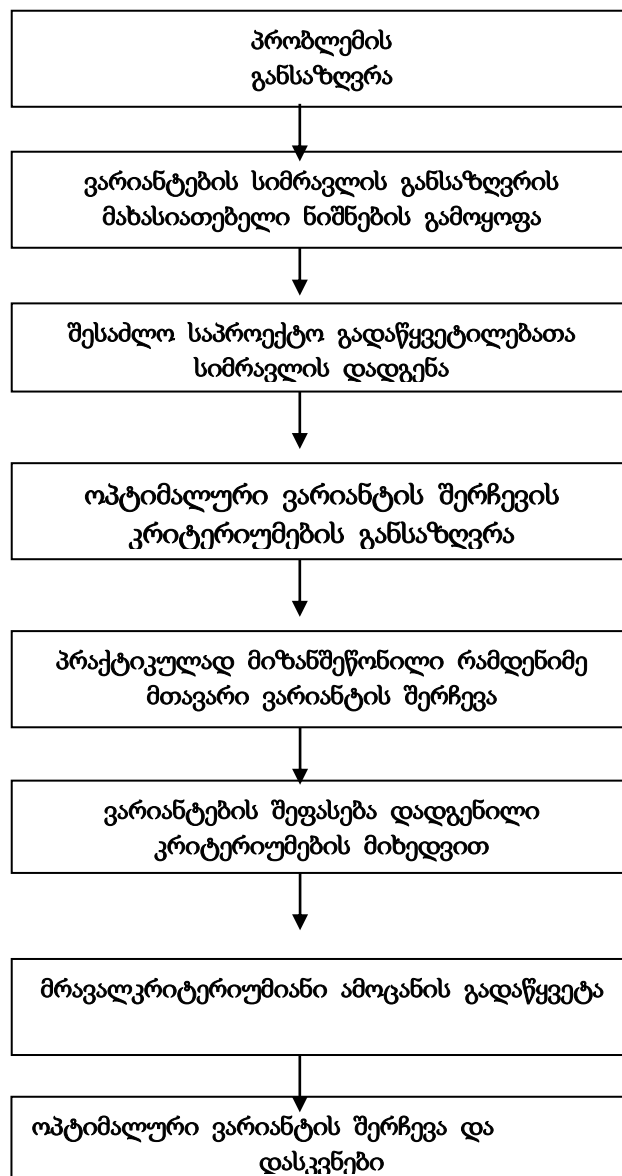 პრობლემის
განსაზღვრა
ვარიანტების სიმრავლის განსაზღვრის
მახასიათებელი ნიშნების გამოყოფა
შესაძლო საპროექტო გადაწყვეტილებათა
სიმრავლის დადგენა
ოპტიმალური ვარიანტის შერჩევის
კრიტერიუმების განსაზღვრა
პრაქტიკულად მიზანშეწონილი რამდენიმე
მთავარი ვარიანტის შერჩევა
ვარიანტების შეფასება დადგენილი
კრიტერიუმების მიხედვით
მრავალკრიტერიუმიანი ამოცანის გადაწყვეტა
ოპტიმალური ვარიანტის შერჩევა და
დასკვნები